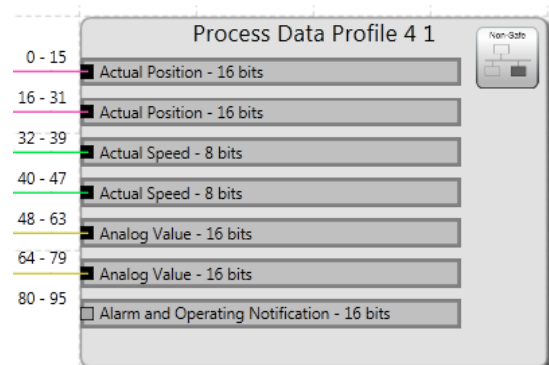 Process Data Profile 4 1
Non-Safe
0 - 15
Actual Position - 16 bits
16 - 31
Actual Position - 16 bits
32 - 39
Actual Speed - 8 bits
40 - 47
Actual Speed - 8 bits
48 - 63
Analog Value - 16 bits
64 - 79
Analog Value - 16 bits
80 - 95
Alarm and Operating Notification - 16 bits